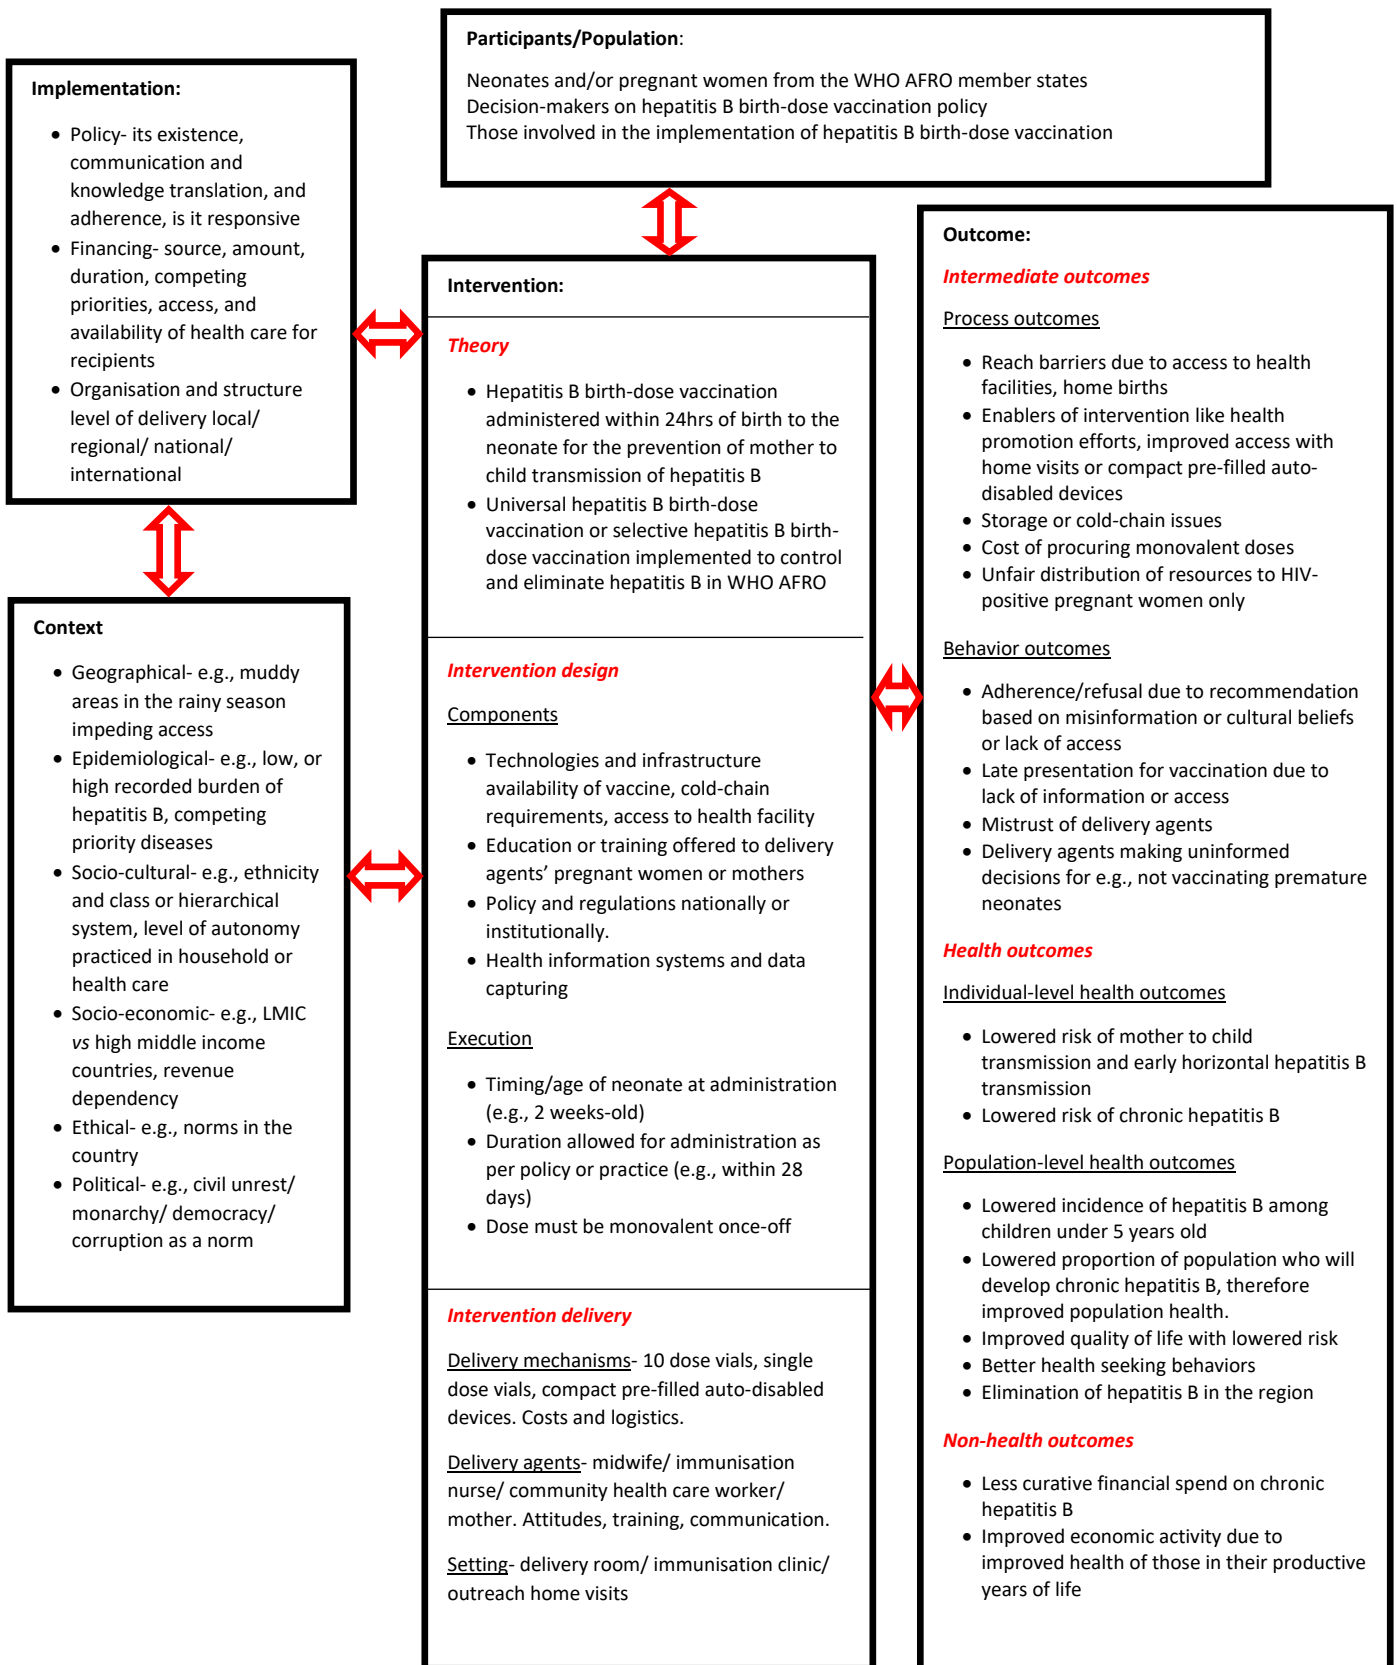 Participants/Population:
Neonates and/or pregnant women from the WHO AFRO member states
Decision-makers on hepatitis B birth-dose vaccination policy
Those involved in the implementation of hepatitis B birth-dose vaccination
Implementation:
• Policy- its existence,
communication and
knowledge translation, and
adherence, is it responsive
• Financing- source, amount,
duration, competing
priorities, access, and
availability of health care for
recipients
• Organisation and structure
level of delivery local/
regional/ national/
international
Context
• Geographical- e.g., muddy
areas in the rainy season
impeding access
• Epidemiological- e.g., low, or
high recorded burden of
hepatitis B, competing
priority diseases
• Socio-cultural- e.g., ethnicity
and class or hierarchical
system, level of autonomy
practiced in household or
health care
• Socio-economic- e.g., LMIC
vs high middle income
countries, revenue
dependency
• Ethical- e.g., norms in the
country
• Political- e.g., civil unrest/
monarchy/ democracy/
corruption as a norm
Intervention:
Theory
• Hepatitis B birth-dose vaccination
administered within 24hrs of birth to the
neonate for the prevention of mother to
child transmission of hepatitis B
• Universal hepatitis B birth-dose
vaccination or selective hepatitis B birth-
dose vaccination implemented to control
and eliminate hepatitis B in WHO AFRO
Intervention design
Components
• Technologies and infrastructure
availability of vaccine, cold-chain
requirements, access to health facility
• Education or training offered to delivery
agents’ pregnant women or mothers
• Policy and regulations nationally or
institutionally.
• Health information systems and data
capturing
Execution
• Timing/age of neonate at administration
(e.g., 2 weeks-old)
• Duration allowed for administration as
per policy or practice (e.g., within 28
days)
• Dose must be monovalent once-off
Intervention delivery
Delivery mechanisms- 10 dose vials, single
dose vials, compact pre-filled auto-disabled
devices. Costs and logistics.
Delivery agents- midwife/ immunisation
nurse/ community health care worker/
mother. Attitudes, training, communication.
Setting- delivery room/ immunisation clinic/
outreach home visits
Outcome:
Intermediate outcomes
Process outcomes
• Reach barriers due to access to health
facilities, home births
• Enablers of intervention like health
promotion efforts, improved access with
home visits or compact pre-filled auto-
disabled devices
• Storage or cold-chain issues
• Cost of procuring monovalent doses
• Unfair distribution of resources to HIV-
positive pregnant women only
Behavior outcomes
• Adherence/refusal due to recommendation
based on misinformation or cultural beliefs
or lack of access
• Late presentation for vaccination due to
lack of information or access
• Mistrust of delivery agents
• Delivery agents making uninformed
decisions for e.g., not vaccinating premature
neonates
Health outcomes
Individual-level health outcomes
• Lowered risk of mother to child
transmission and early horizontal hepatitis B
transmission
• Lowered risk of chronic hepatitis B
Population-level health outcomes
• Lowered incidence of hepatitis B among
children under 5 years old
• Lowered proportion of population who will
develop chronic hepatitis B, therefore
improved population health.
• Improved quality of life with lowered risk
• Better health seeking behaviors
• Elimination of hepatitis B in the region
Non-health outcomes
• Less curative financial spend on chronic
hepatitis B
• Improved economic activity due to
improved health of those in their productive
years of life